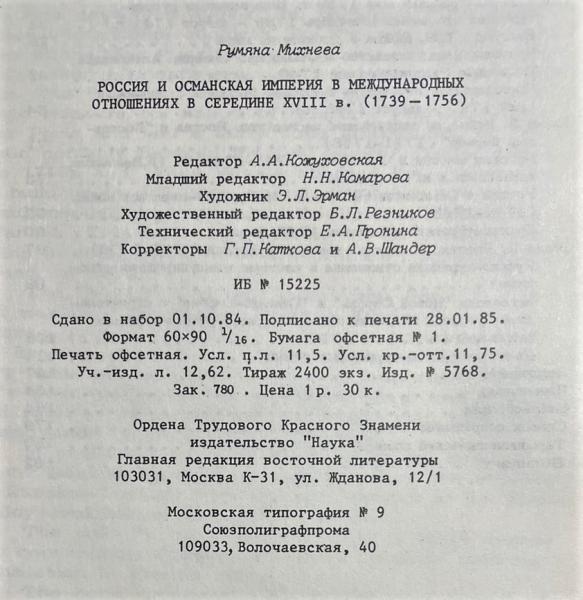 Румяна Михнева
РОССИЯ И ОСМАНСКАЯ ИМПЕРИЯ В МЕЖДУНАРОДНЫХ
ОТНОШЕНИЯХ В СЕРЕДИНЕ XVIII в. (1739—1756)
Редактор А.А.Кожуховская
Младший редактор Н.Н.Комарова
Художник Э.Л.Эрман
Художественный редактор Б.Л.Резников
Технический редактор Е.А.Пронина
Корректоры Г.П.Каткова и А.В.Шандер
ИБ № 15225
Сдано в набор 01.10.84. Подписано к печати 28.01.85.
Формат 60×90 1/16. Бумага офсетная № 1.
Печать офсетная. Усл. п.л. 11,5. Усл. кр.-отт.11,75.
Уч.-изд. л. 12,62. Тираж 2400 экз. Изд. № 5768.
Зак. 780 . Цена 1 р. 30 к.
Ордена Трудового Красного Знамени
издательство "Наука"
Главная редакция восточной литературы
103031, Москва К-31, ул. Жданова, 12/1
Московская типография № 9
Союзполиграфпрома
109033, Волочаевская, 40